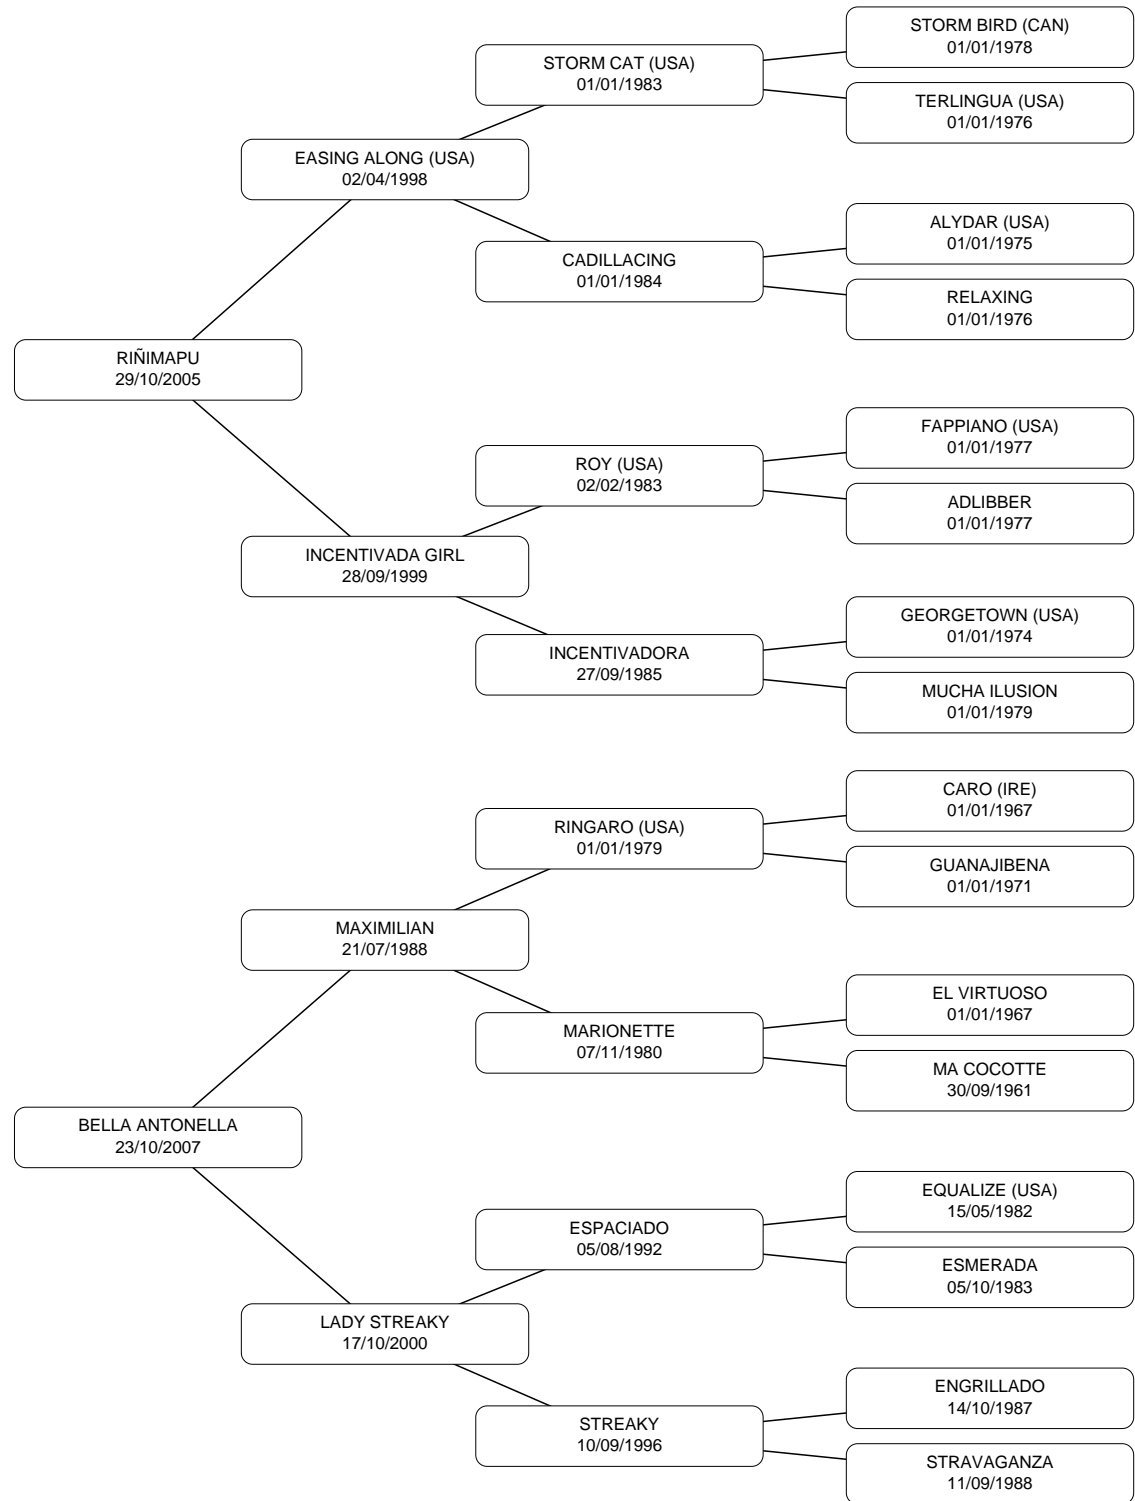 STORM BIRD (CAN)
01/01/1978
STORM CAT (USA)
01/01/1983
TERLINGUA (USA)
01/01/1976
EASING ALONG (USA)
02/04/1998
ALYDAR (USA)
01/01/1975
CADILLACING
01/01/1984
RELAXING
01/01/1976
RIÑIMAPU
29/10/2005
FAPPIANO (USA)
01/01/1977
ROY (USA)
02/02/1983
ADLIBBER
01/01/1977
INCENTIVADA GIRL
28/09/1999
GEORGETOWN (USA)
01/01/1974
INCENTIVADORA
27/09/1985
MUCHA ILUSION
01/01/1979
CARO (IRE)
01/01/1967
RINGARO (USA)
01/01/1979
GUANAJIBENA
01/01/1971
MAXIMILIAN
21/07/1988
EL VIRTUOSO
01/01/1967
MARIONETTE
07/11/1980
MA COCOTTE
30/09/1961
BELLA ANTONELLA
23/10/2007
EQUALIZE (USA)
15/05/1982
ESPACIADO
05/08/1992
ESMERADA
05/10/1983
LADY STREAKY
17/10/2000
ENGRILLADO
14/10/1987
STREAKY
10/09/1996
STRAVAGANZA
11/09/1988